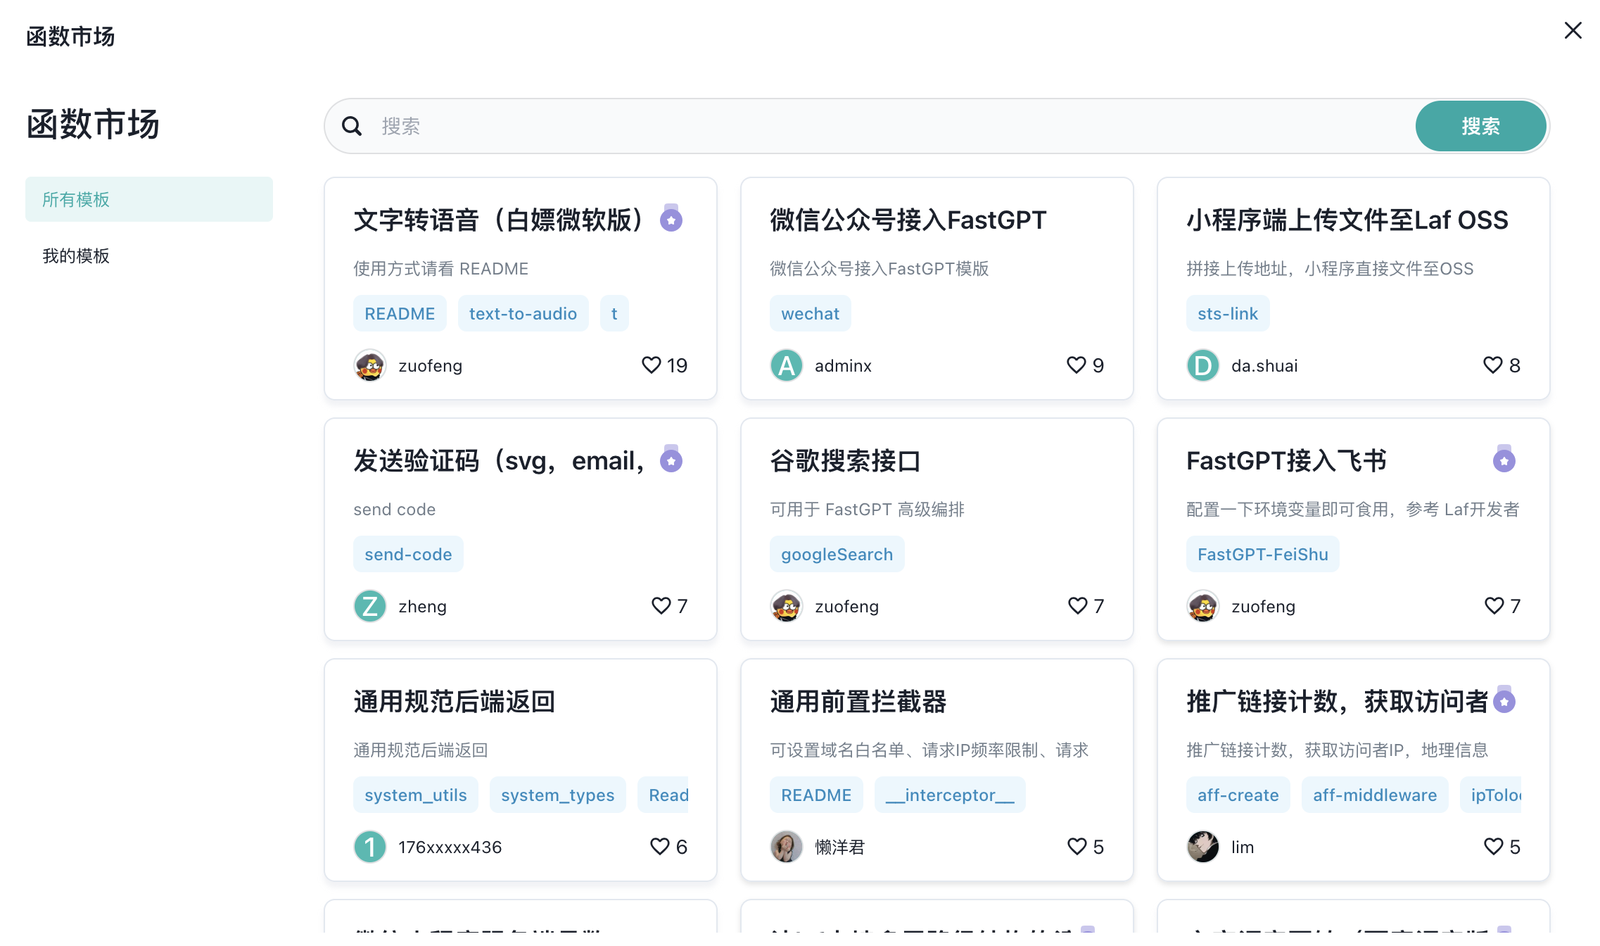 函数市场
函数市场
搜索
搜索
所有模板
我的模板
文字转语音（白嫖微软版）
使用方式请看 README
README text-to-audio t
zuofeng 19
微信公众号接入FastGPT
微信公众号接入FastGPT模版
wechat
A adminx 9
小程序端上传文件至Laf OSS
拼接上传地址，小程序直接文件至OSS
sts-link
D da.shuai 8
发送验证码（svg，email，
send code
send-code
Z zheng 7
谷歌搜索接口
可用于 FastGPT 高级编排
googleSearch
zuofeng 7
FastGPT接入飞书
配置一下环境变量即可食用，参考 Laf开发者
FastGPT-FeiShu
zuofeng 7
通用规范后端返回
通用规范后端返回
system_utils system_types Read
1 176xxxxx436 6
通用前置拦截器
可设置域名白名单、请求IP频率限制、请求
README __interceptor__
懒洋君 5
推广链接计数，获取访问者
推广链接计数，获取访问者IP，地理信息
aff-create aff-middleware ipToloc
lim 5